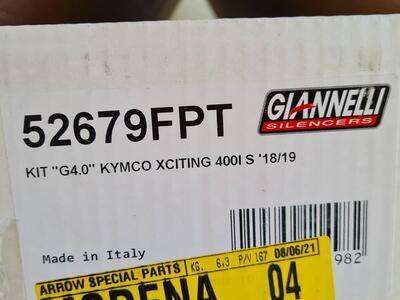 52679FPT
GIANNELLI
SILENCERS
KIT "G4.0" KYMCO XCITING 400I S '18/19
Made in Italy
982
ARROW SPECIAL PARTS
KG. 6,3 P/V 167 08/06/21
MODENA 04